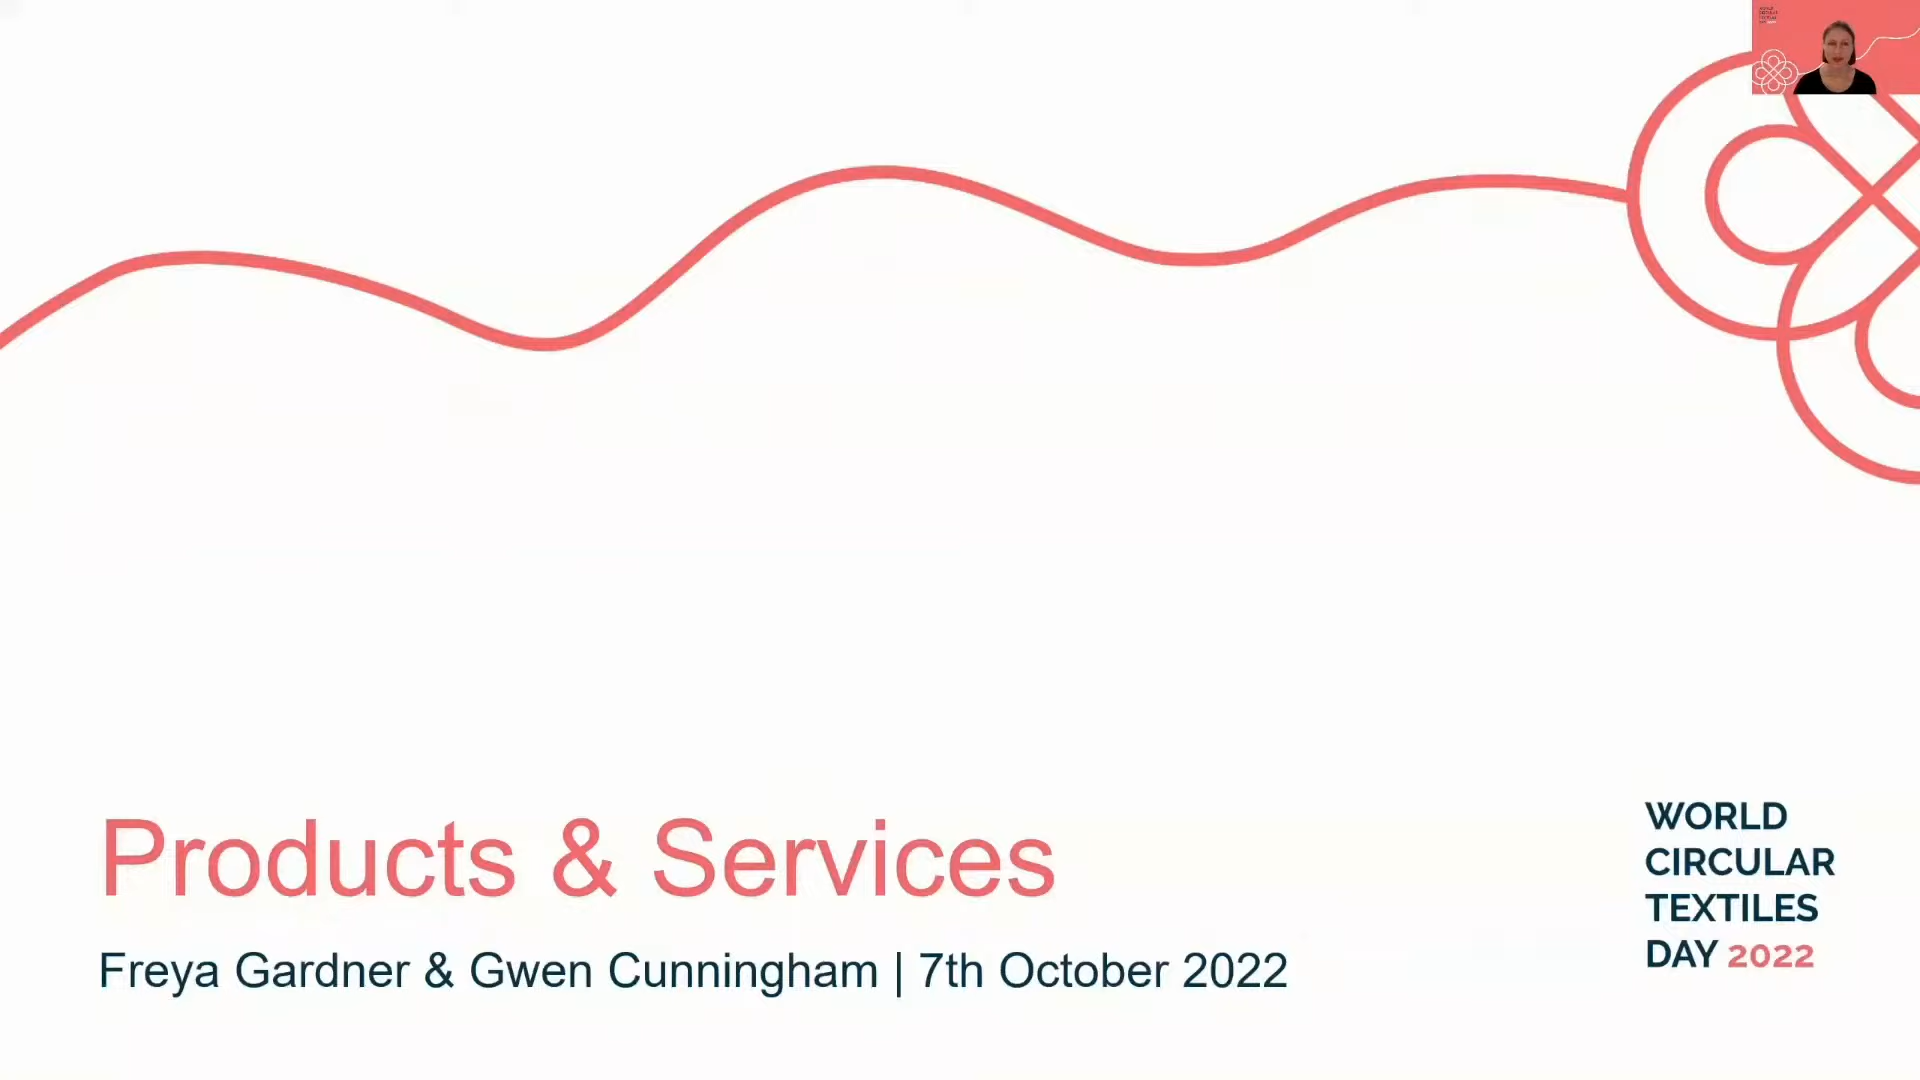 Products & Services
Freya Gardner & Gwen Cunningham | 7th October 2022
WORLD
CIRCULAR
TEXTILES
DAY 2022